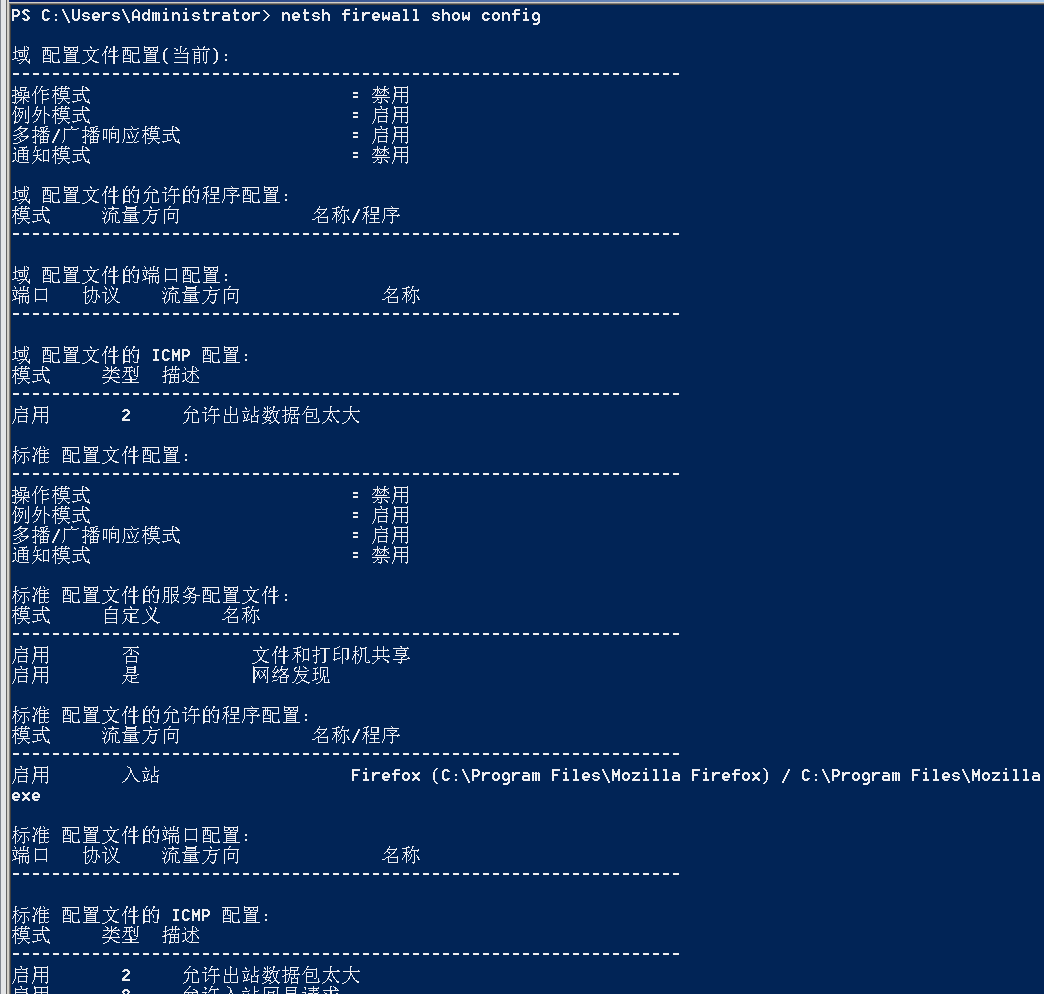 PS C:\Users\Administrator> netsh firewall show config
域 配置文件配置(当前):
-------------------------------------------------------------------
操作模式 = 禁用
例外模式 = 启用
多播/广播响应模式 = 启用
通知模式 = 禁用
域 配置文件的允许的程序配置:
模式 流量方向 名称/程序
-------------------------------------------------------------------
域 配置文件的端口配置:
端口 协议 流量方向 名称
-------------------------------------------------------------------
域 配置文件的 ICMP 配置:
模式 类型 描述
-------------------------------------------------------------------
启用 2 允许出站数据包太大
标准 配置文件配置:
-------------------------------------------------------------------
操作模式 = 禁用
例外模式 = 启用
多播/广播响应模式 = 启用
通知模式 = 禁用
标准 配置文件的服务配置文件:
模式 自定义 名称
-------------------------------------------------------------------
启用 否 文件和打印机共享
启用 是 网络发现
标准 配置文件的允许的程序配置:
模式 流量方向 名称/程序
-------------------------------------------------------------------
启用 入站 Firefox (C:\Program Files\Mozilla Firefox) / C:\Program Files\Mozilla
exe
标准 配置文件的端口配置:
端口 协议 流量方向 名称
-------------------------------------------------------------------
标准 配置文件的 ICMP 配置:
模式 类型 描述
-------------------------------------------------------------------
启用 2 允许出站数据包太大
启用 8 允许入站回显请求